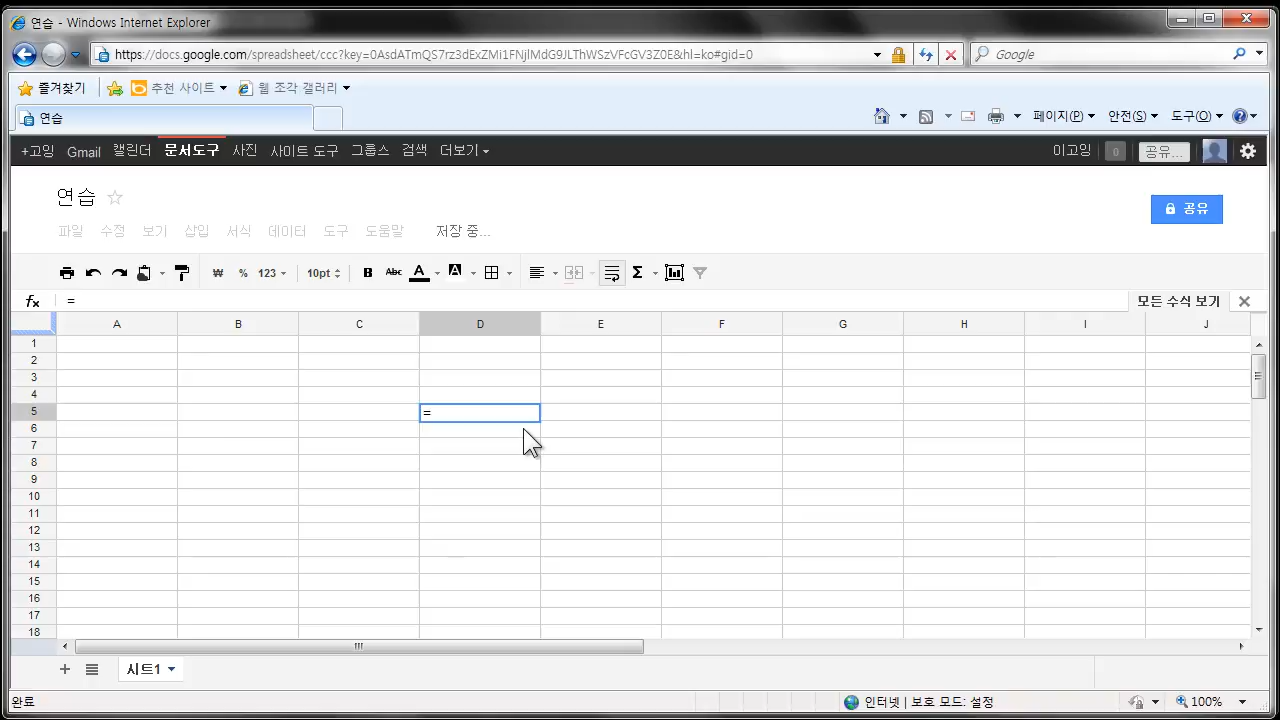 연습 - Windows Internet Explorer
https://docs.google.com/spreadsheet/ccc?key=0AsdATmQS7rz3dExZMi1FNjlMdG9JLThWSzVFcGV3Z0E&hl=ko#gid=0
Google
즐겨찾기 추천 사이트 웹 조각 갤러리
연습 페이지(P) 안전(S) 도구(O)
+고잉 Gmail 캘린더 문서도구 사진 사이트 도구 그룹스 검색 더보기 이고잉 0 공유...
연습
공유
파일 수정 보기 삽입 서식 데이터 도구 도움말 저장 중...
₩ % 123 10pt B Abc A A Σ
fx = 모든 수식 보기
A B C D E F G H I J
1
2
3
4
5 =
6
7
8
9
10
11
12
13
14
15
16
17
18
+ 시트1
완료 인터넷 | 보호 모드: 설정 100%